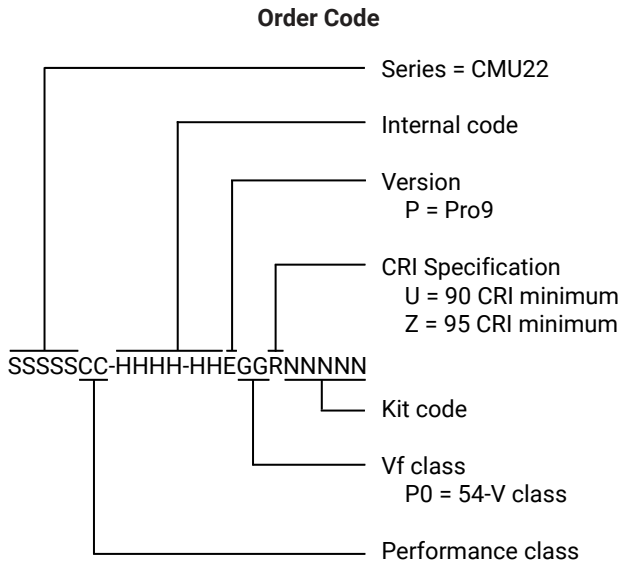 Order Code
Series = CMU22
Internal code
Version
P = Pro9
CRI Specification
U = 90 CRI minimum
Z = 95 CRI minimum
SSSSSCC-HHHH-HHEGGRNNNNN
Kit code
Vf class
P0 = 54-V class
Performance class